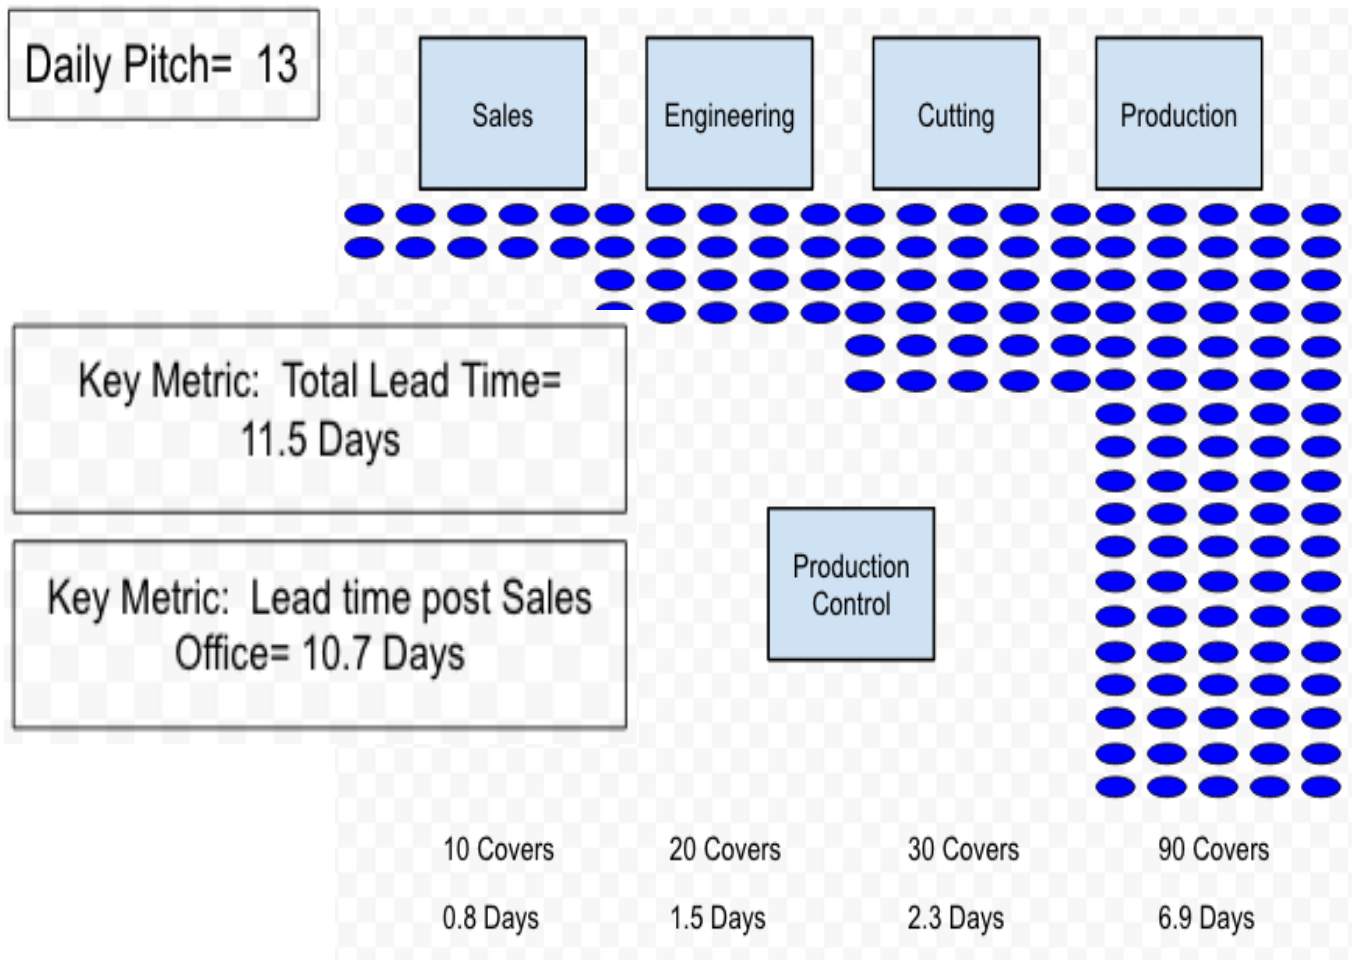 Daily Pitch= 13
Sales
Engineering
Cutting
Production
Key Metric: Total Lead Time=
11.5 Days
Key Metric: Lead time post Sales
Office= 10.7 Days
Production
Control
10 Covers
20 Covers
30 Covers
90 Covers
0.8 Days
1.5 Days
2.3 Days
6.9 Days